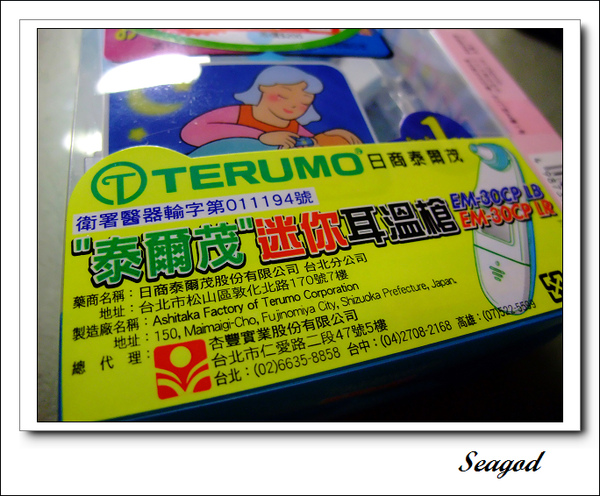 TERUMO® 日商泰爾茂
衛署醫器輸字第011194號
"泰爾茂"迷你耳溫槍 EM-30CP LB
EM-30CP LR
藥商名稱：日商泰爾茂股份有限公司 台北分公司
地址：台北市松山區敦化北路170號7樓
製造廠名稱：Ashitaka Factory of Terumo Corporation
地址：150, Maimaigi-Cho, Fujinomiya City, Shizuoka Prefecture, Japan.
總代理：杏豐實業股份有限公司
台北市仁愛路二段47號5樓
台北：(02)6635-8858 台中：(04)2708-2168 高雄：(07)522-5599
1
Seagod